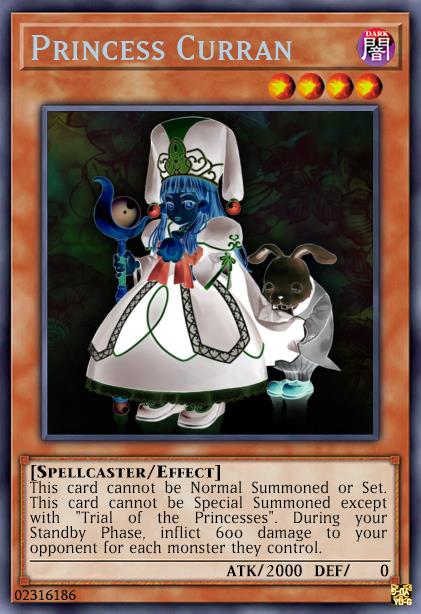 Princess Curran
DARK
闇
[Spellcaster/Effect]
This card cannot be Normal Summoned or Set.
This card cannot be Special Summoned except
with "Trial of the Princesses". During your
Standby Phase, inflict 600 damage to your
opponent for each monster they control.
ATK/2000 DEF/ 0
02316186